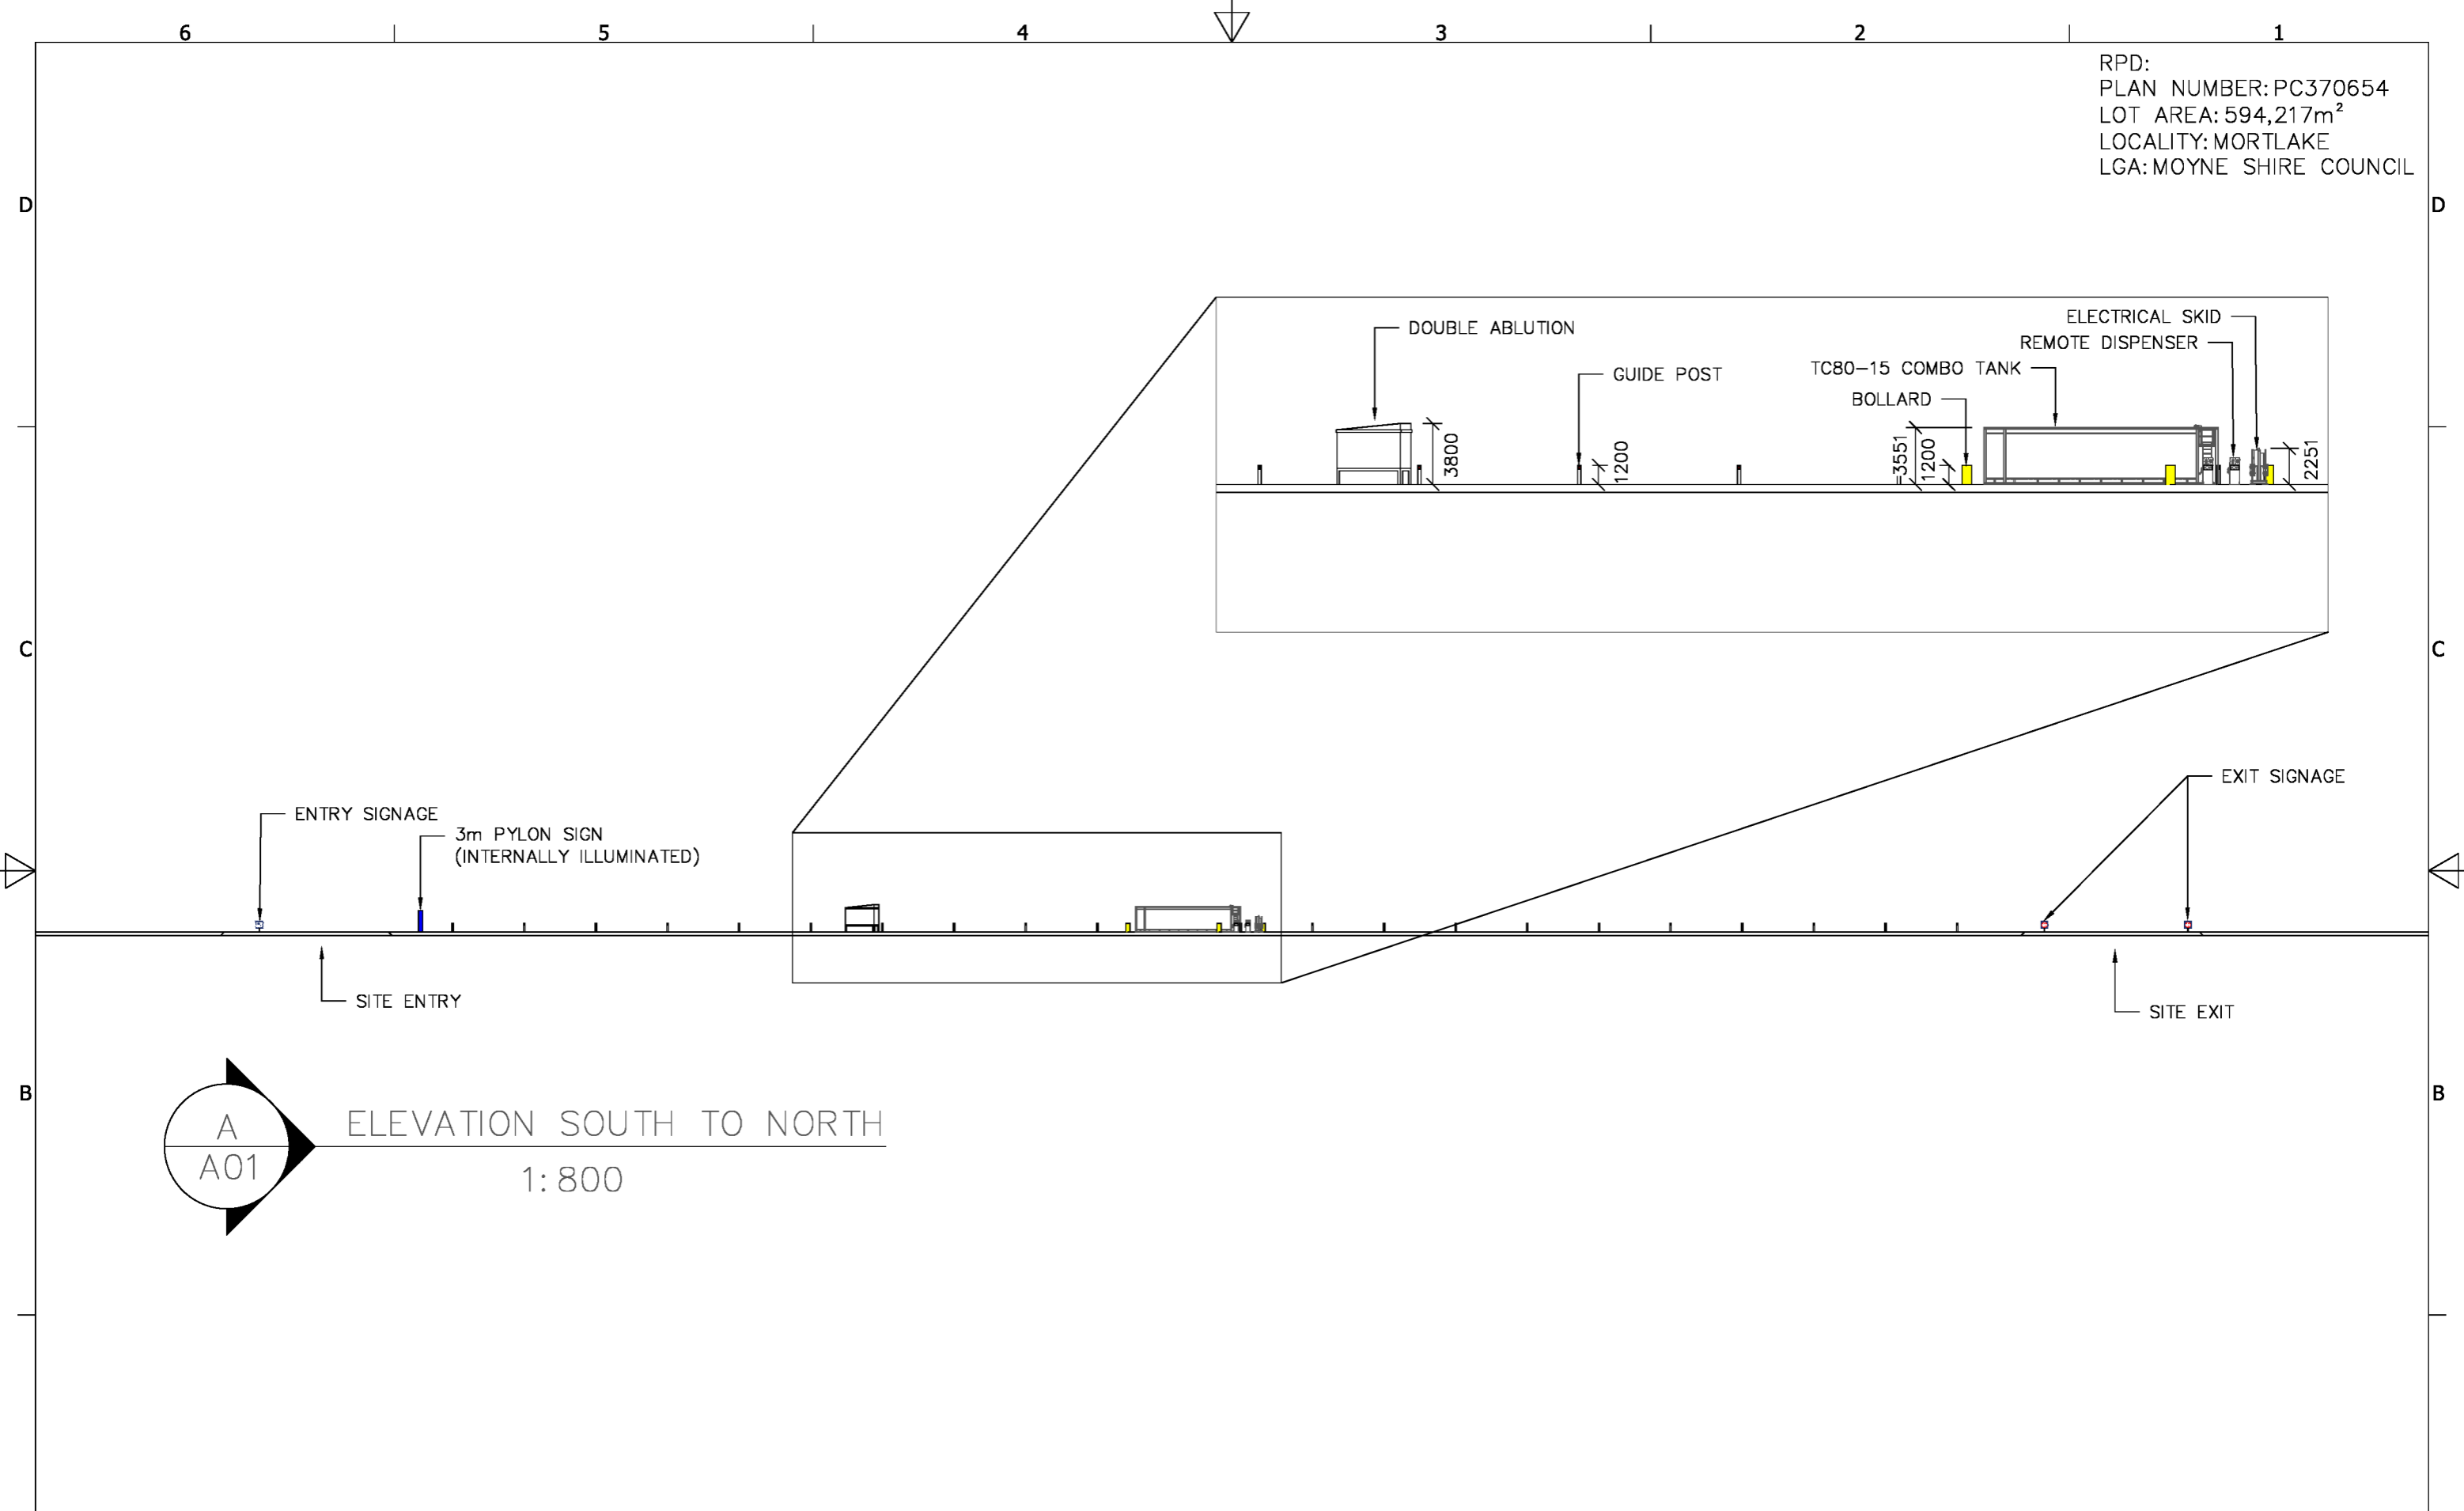 6 5 4 3 2 1
RPD:
PLAN NUMBER: PC370654
LOT AREA: 594,217m²
LOCALITY: MORTLAKE
LGA: MOYNE SHIRE COUNCIL
D D
ELECTRICAL SKID
DOUBLE ABLUTION
REMOTE DISPENSER
TC80-15 COMBO TANK
GUIDE POST
BOLLARD
3800
1200
3551
1200
2251
C C
EXIT SIGNAGE
ENTRY SIGNAGE
3m PYLON SIGN
(INTERNALLY ILLUMINATED)
SITE ENTRY
SITE EXIT
B B
A
A01
ELEVATION SOUTH TO NORTH
1:800